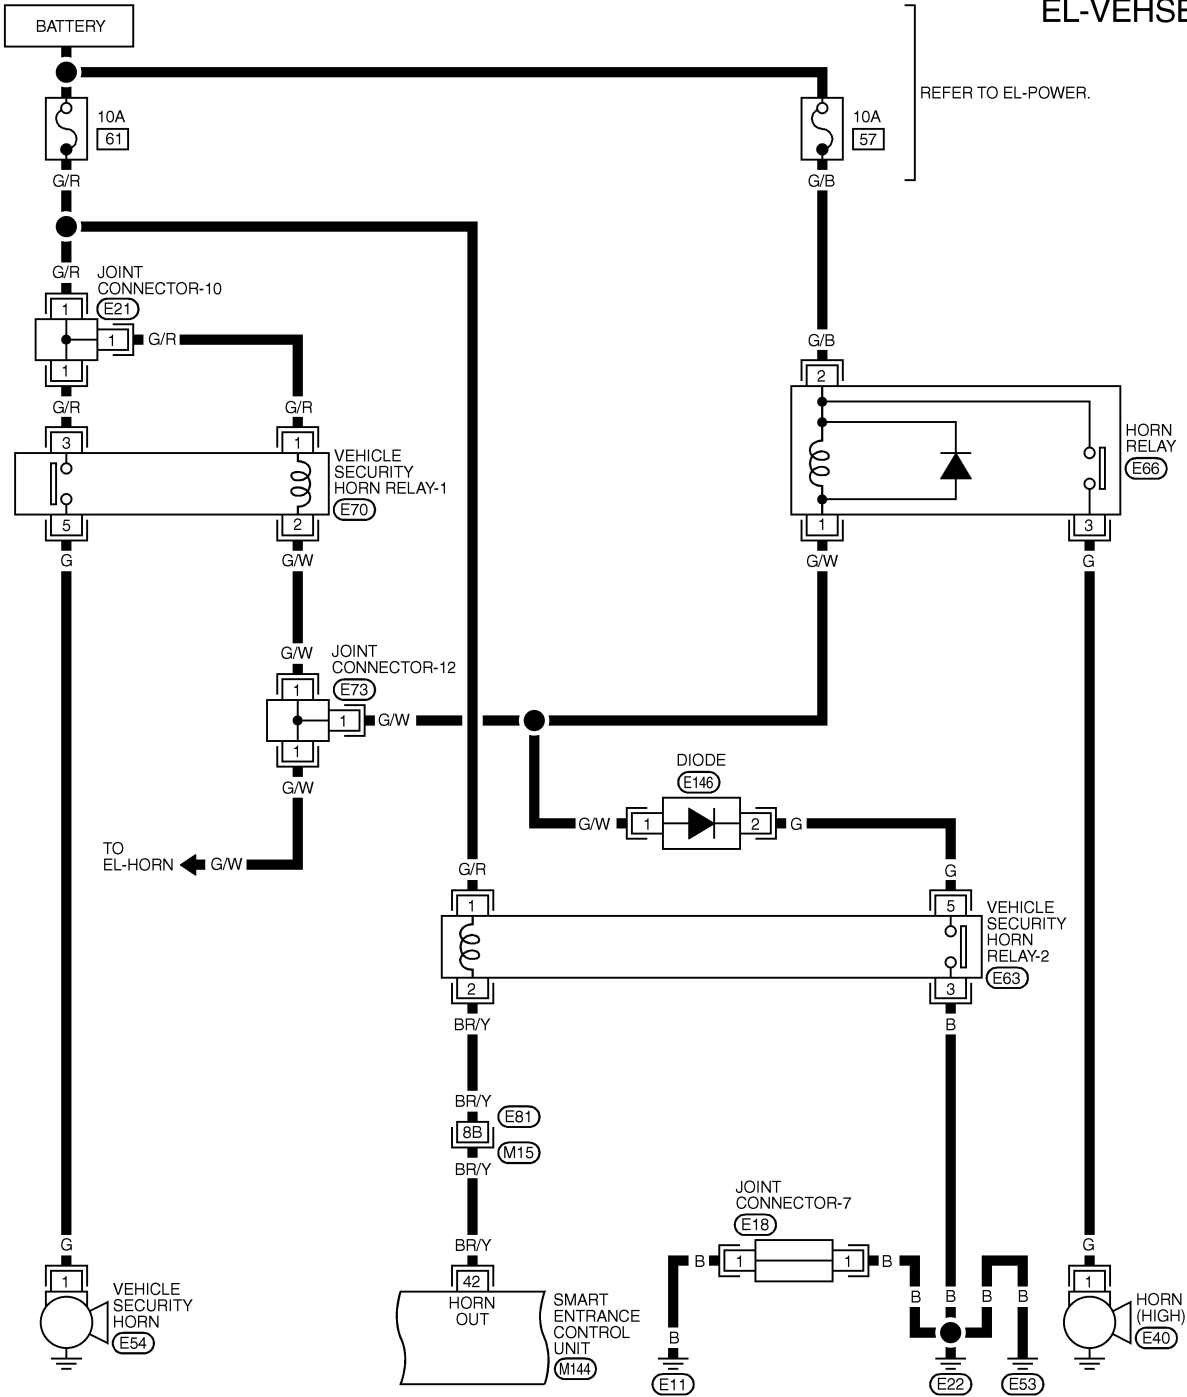 EL-VEHSE
BATTERY
REFER TO EL-POWER.
10A
61
10A
57
G/R
G/B
G/R
JOINT
CONNECTOR-10
E21
1
1
G/R
1
G/B
2
G/R
G/R
3
1
VEHICLE
SECURITY
HORN RELAY-1
E70
HORN
RELAY
E66
5
2
1
3
G
G/W
G/W
G
G/W
JOINT
CONNECTOR-12
E73
1
1
G/W
1
G/W
DIODE
E146
G/W
1
2
G
TO
EL-HORN
G/W
G/R
G
1
5
VEHICLE
SECURITY
HORN
RELAY-2
E63
2
3
BR/Y
B
BR/Y
E81
8B
M15
BR/Y
JOINT
CONNECTOR-7
E18
G
BR/Y
G
B
1
1
B
1
42
1
HORN
OUT
B
B
B
B
B
VEHICLE
SECURITY
HORN
E54
SMART
ENTRANCE
CONTROL
UNIT
M144
HORN
(HIGH)
E40
E11
E22
E53